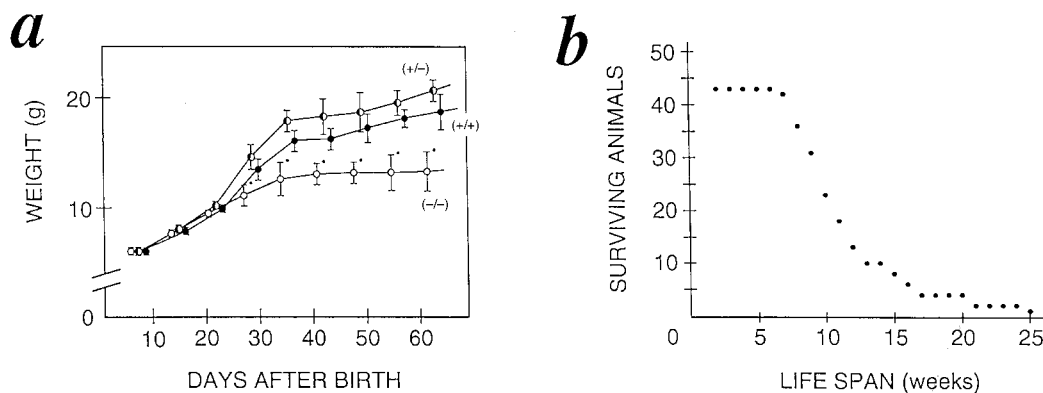 a
WEIGHT (g)
20
10
0
(+/−)
(+/+)
(−/−)
10 20 30 40 50 60
DAYS AFTER BIRTH
b
SURVIVING ANIMALS
50
40
30
20
10
0 5 10 15 20 25
LIFE SPAN (weeks)